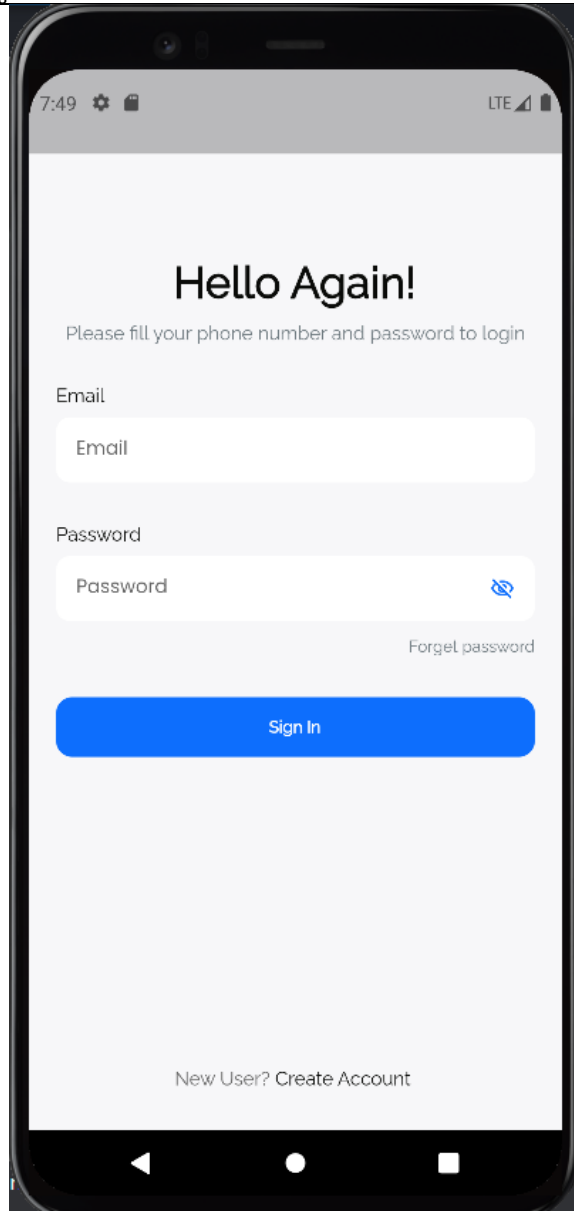 7:49 LTE
Hello Again!
Please fill your phone number and password to login
Email
Email
Password
Password
Forget password
Sign In
New User? Create Account